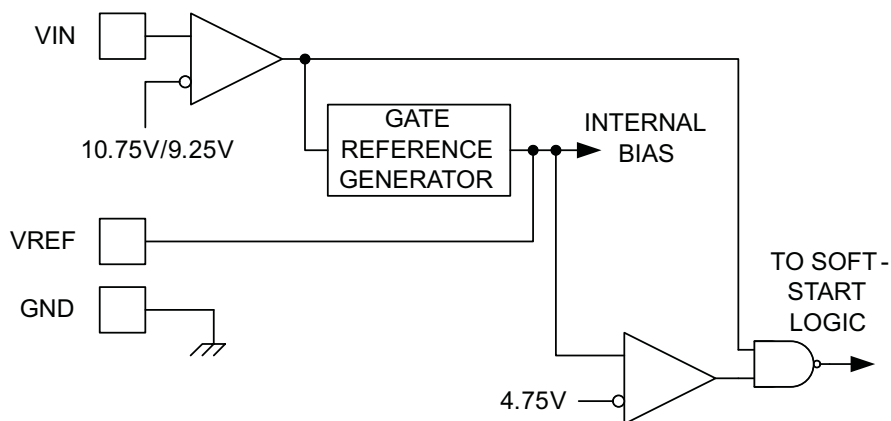 VIN
10.75V/9.25V
GATE
REFERENCE
GENERATOR
INTERNAL
BIAS
VREF
GND
TO SOFT-
START
LOGIC
4.75V